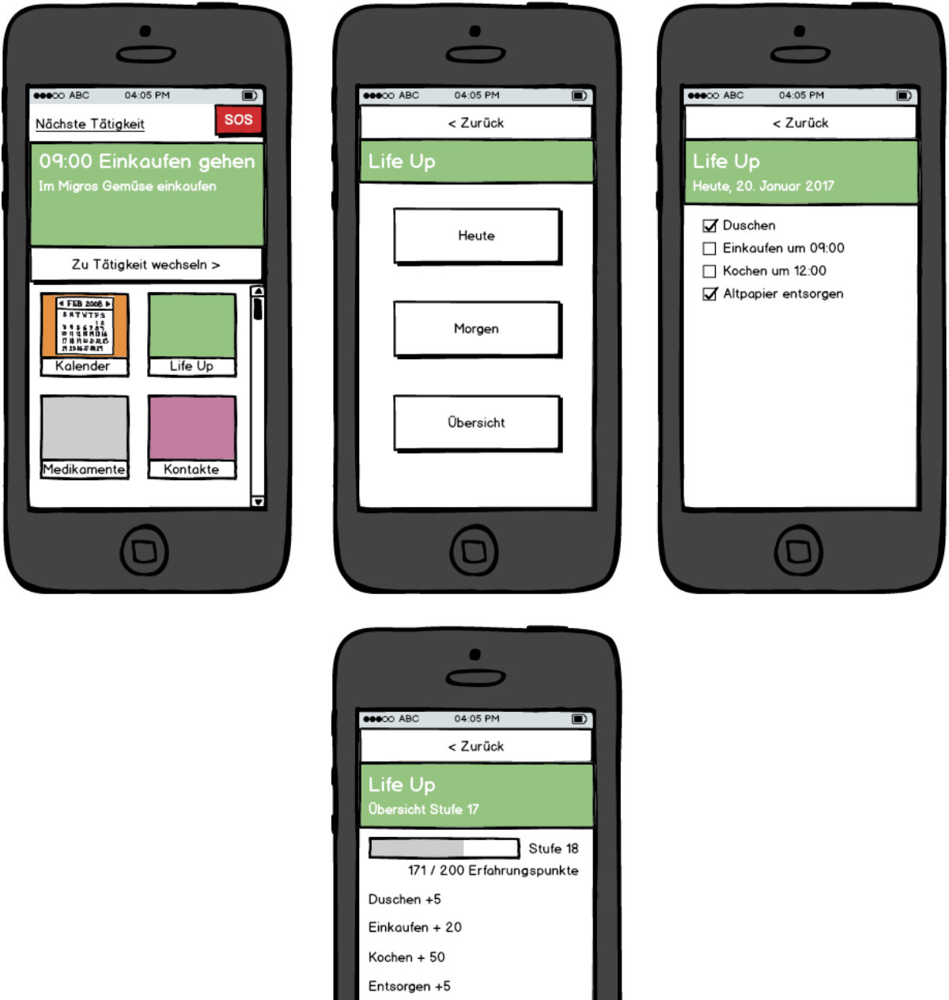 ABC 04:05 PM
Nächste Tätigkeit
SOS
09:00 Einkaufen gehen
Im Migros Gemüse einkaufen
Zu Tätigkeit wechseln >
FEB 2008
S M T W T F S
Kalender
Life Up
Medikamente
Kontakte
ABC 04:05 PM
< Zurück
Life Up
Heute
Morgen
Übersicht
ABC 04:05 PM
< Zurück
Life Up
Heute, 20. Januar 2017
Duschen
Einkaufen um 09:00
Kochen um 12:00
Altpapier entsorgen
ABC 04:05 PM
< Zurück
Life Up
Übersicht Stufe 17
Stufe 18
171 / 200 Erfahrungspunkte
Duschen +5
Einkaufen + 20
Kochen + 50
Entsorgen +5